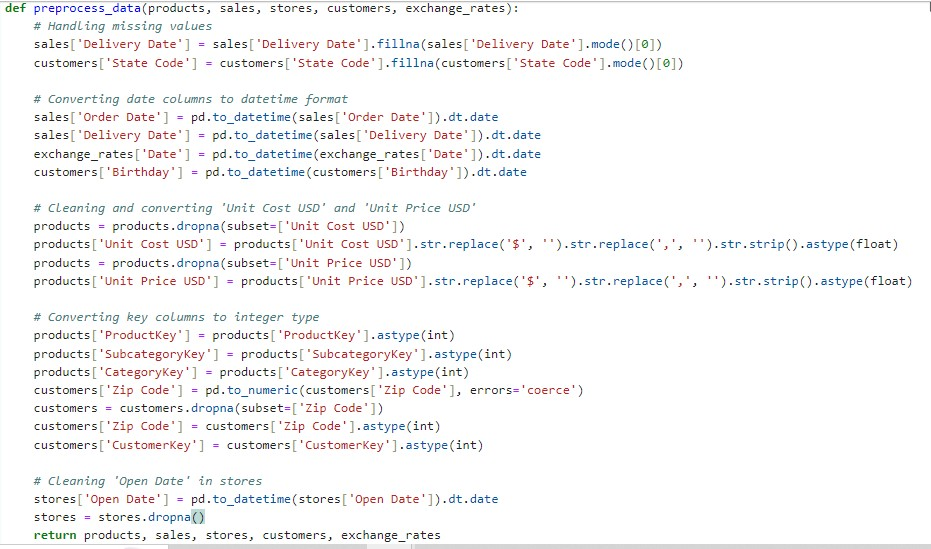 def preprocess_data(products, sales, stores, customers, exchange_rates):
    # Handling missing values
    sales['Delivery Date'] = sales['Delivery Date'].fillna(sales['Delivery Date'].mode()[0])
    customers['State Code'] = customers['State Code'].fillna(customers['State Code'].mode()[0])

    # Converting date columns to datetime format
    sales['Order Date'] = pd.to_datetime(sales['Order Date']).dt.date
    sales['Delivery Date'] = pd.to_datetime(sales['Delivery Date']).dt.date
    exchange_rates['Date'] = pd.to_datetime(exchange_rates['Date']).dt.date
    customers['Birthday'] = pd.to_datetime(customers['Birthday']).dt.date

    # Cleaning and converting 'Unit Cost USD' and 'Unit Price USD'
    products = products.dropna(subset=['Unit Cost USD'])
    products['Unit Cost USD'] = products['Unit Cost USD'].str.replace('$', '').str.replace(',', '').str.strip().astype(float)
    products = products.dropna(subset=['Unit Price USD'])
    products['Unit Price USD'] = products['Unit Price USD'].str.replace('$', '').str.replace(',', '').str.strip().astype(float)

    # Converting key columns to integer type
    products['ProductKey'] = products['ProductKey'].astype(int)
    products['SubcategoryKey'] = products['SubcategoryKey'].astype(int)
    products['CategoryKey'] = products['CategoryKey'].astype(int)
    customers['Zip Code'] = pd.to_numeric(customers['Zip Code'], errors='coerce')
    customers = customers.dropna(subset=['Zip Code'])
    customers['Zip Code'] = customers['Zip Code'].astype(int)
    customers['CustomerKey'] = customers['CustomerKey'].astype(int)

    # Cleaning 'Open Date' in stores
    stores['Open Date'] = pd.to_datetime(stores['Open Date']).dt.date
    stores = stores.dropna()
    return products, sales, stores, customers, exchange_rates